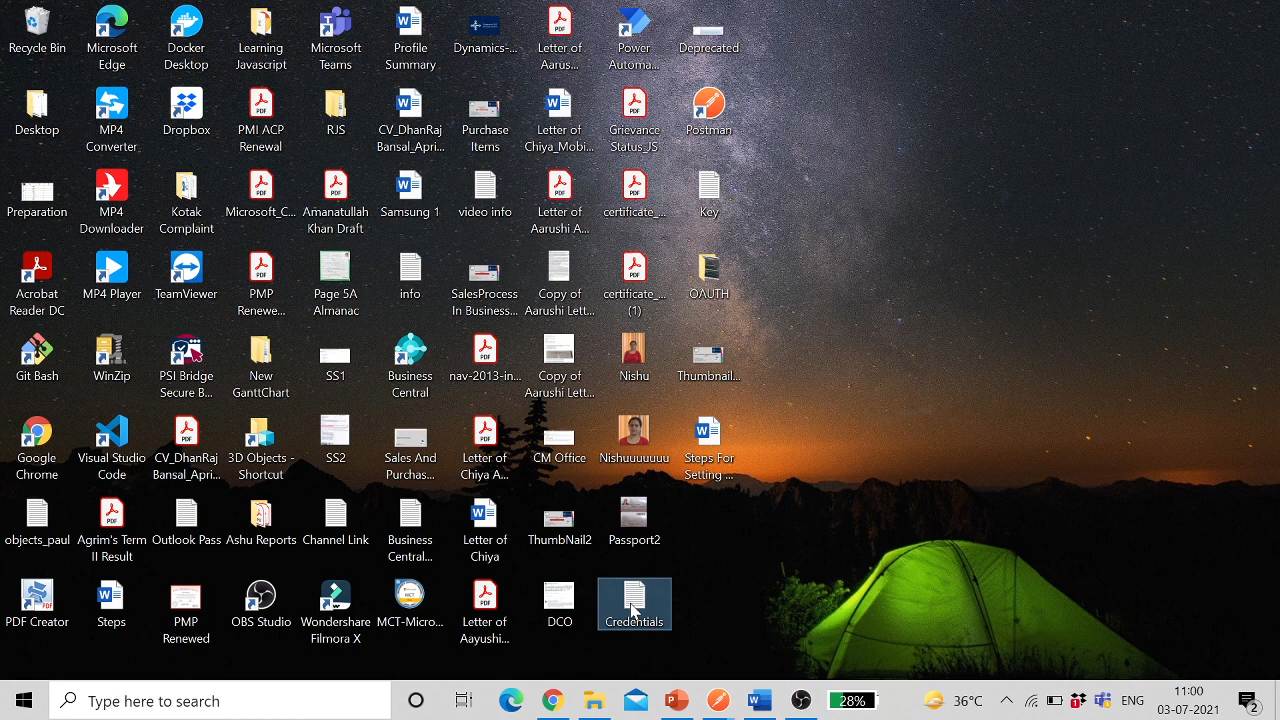 Recycle Bin
Microsoft
Edge
Docker
Desktop
Learning
Javascript
Microsoft
Teams
Profile
Summary
Dynamics-...
Letter of
Aarus...
Power
Automa...
Deprecated
Desktop
MP4
Converter
Dropbox
PMI ACP
Renewal
RJS
CV_DhanRaj
Bansal_Apri...
Purchase
Items
Letter of
Chiya_Mobi...
Grievance
Status_JS
Postman
MP4
Downloader
Kotak
Complaint
Microsoft_C...
Amanatullah
Khan Draft
Samsung 1
video info
Letter of
Aarushi A...
certificate_...
Key
Acrobat
Reader DC
MP4 Player
TeamViewer
PMP
Renewe...
Page 5A
Almanac
info
SalesProcess
In Business...
Copy of
Aarushi Lett...
certificate_...
(1)
OAUTH
Git Bash
WinZip
PSI Bridge
Secure B...
New
GanttChart
SS1
Business
Central
nav-2013-in...
Copy of
Aarushi Lett...
Nishu
Thumbnail...
Google
Chrome
Visual Studio
Code
CV_DhanRaj
Bansal_Apri...
3D Objects -
Shortcut
SS2
Sales And
Purchas...
Letter of
Chiya A...
CM Office
Nishuuuuuu
Steps For
Setting ...
objects_paul
Agrim's Term
II Result
Outlook Pass
Ashu Reports
Channel Link
Business
Central...
Letter of
Chiya
ThumbNail2
Passport2
PDF Creator
Steps
PMP
Renewed
OBS Studio
Wondershare
Filmora X
MCT-Micro...
Letter of
Aayushi...
DCO
Credentials
Type here to search
28%
36°C
ENG
11:00
03-07-2021
2